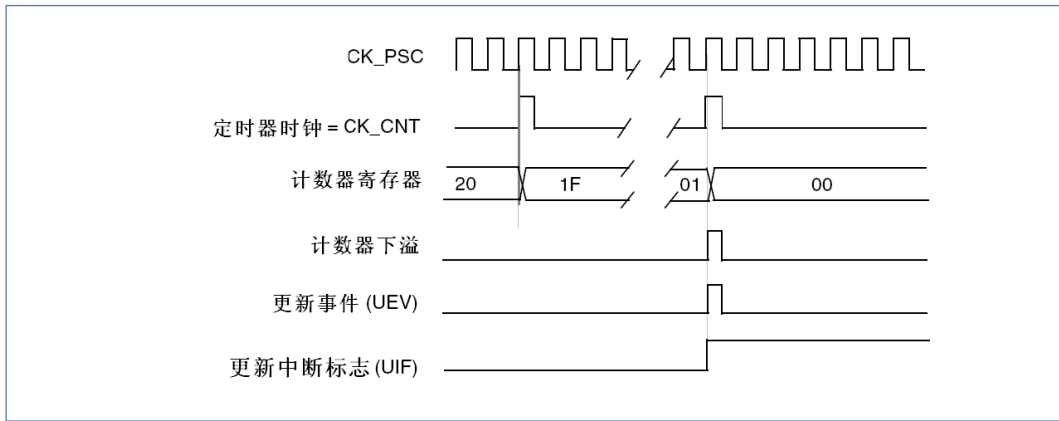 CK_PSC
定时器时钟 = CK_CNT
计数器寄存器 20 1F 01 00
计数器下溢
更新事件 (UEV)
更新中断标志 (UIF)